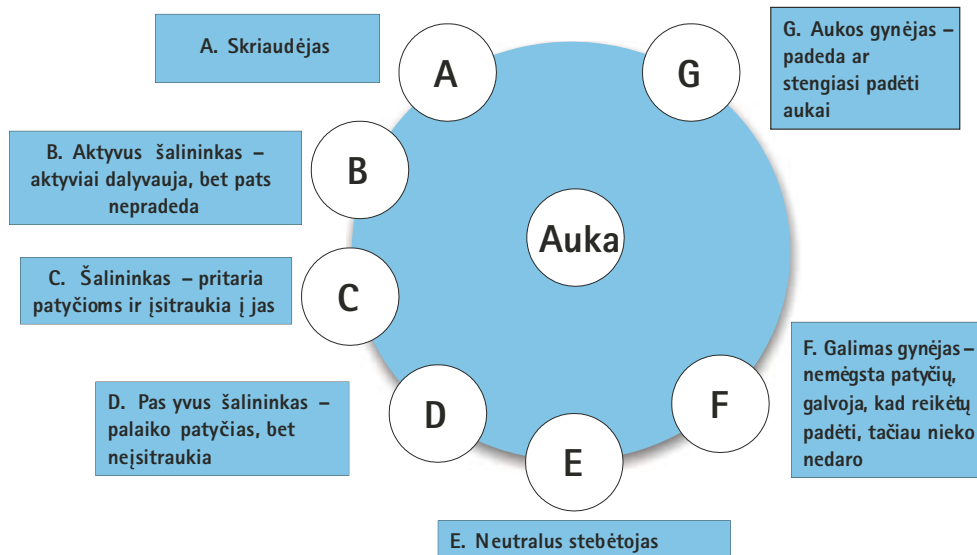 A. Skriaudėjas
A
G
G. Aukos gynėjas –
padeda ar
stengiasi padėti
aukai
B. Aktyvus šalininkas –
aktyviai dalyvauja, bet pats
nepradeda
B
Auka
C. Šalininkas – pritaria
patyčioms ir įsitraukia į jas
C
D. Pas yvus šalininkas –
palaiko patyčias, bet
neįsitraukia
D
E
F
F. Galimas gynėjas –
nemėgsta patyčių,
galvoja, kad reikėtų
padėti, tačiau nieko
nedaro
E. Neutralus stebėtojas